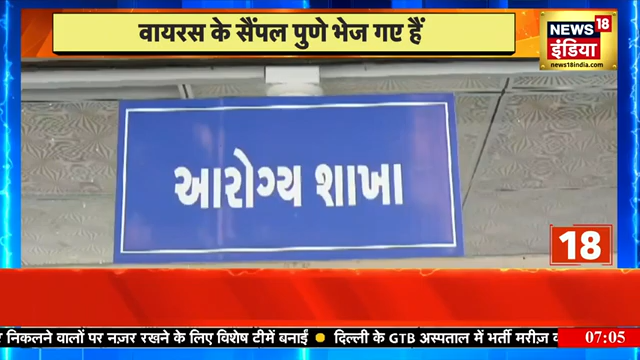 वायरस के सैंपल पुणे भेज गए हैं
NEWS 18
इंडिया
news18india.com
આરોગ્ય શાખા
18
निकलने वालों पर नज़र रखने के लिए विशेष टीमें बनाईं ● दिल्ली के GTB अस्पताल में भर्ती मरीज़
07:05